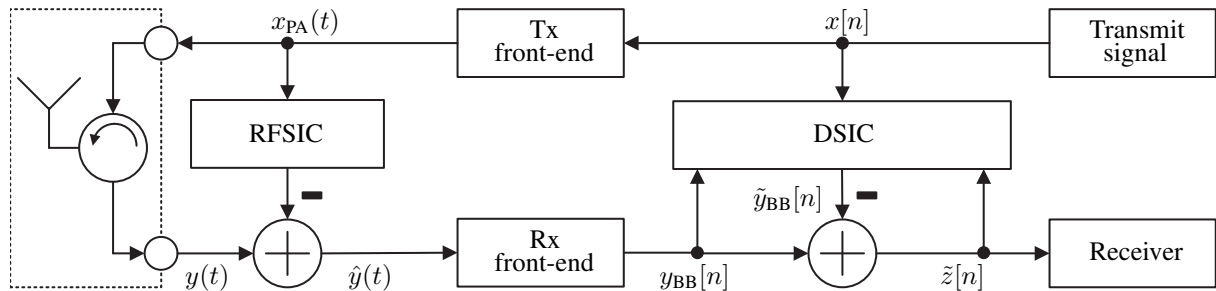 x_PA(t)
Tx
front-end
x[n]
Transmit
signal
RFSIC
DSIC
ỹ_BB[n]
y(t)
ŷ(t)
Rx
front-end
y_BB[n]
z̃[n]
Receiver